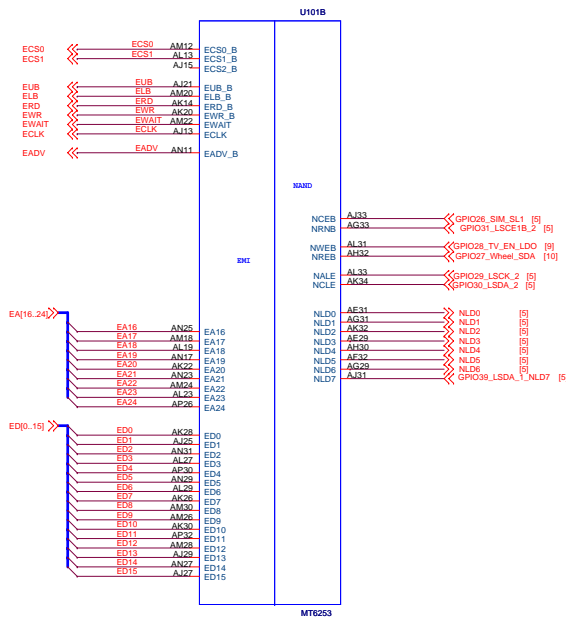 U101B
ECS0 ECS0 AM12 ECS0_B
ECS1 ECS1 AL13 ECS1_B
AJ15 ECS2_B
EUB EUB AJ21 EUB_B
ELB ELB AM20 ELB_B
ERD ERD AK14 ERD_B
EWR EWR AK20 EWR_B
EWAIT EWAIT AM22 EWAIT
ECLK ECLK AJ13 ECLK
EADV EADV AN11 EADV_B
NAND
NCEB AJ33 GPIO26_SIM_SL1 [5]
NRNB AG33 GPIO31_LSCE1B_2 [5]
NWEB AL31 GPIO28_TV_EN_LDO [9]
NREB AH32 GPIO27_Wheel_SDA [10]
EMI
NALE AL33 GPIO29_LSCK_2 [5]
NCLE AK34 GPIO30_LSDA_2 [5]
NLD0 AE31 NLD0 [5]
NLD1 AG31 NLD1 [5]
NLD2 AK32 NLD2 [5]
NLD3 AE29 NLD3 [5]
NLD4 AH30 NLD4 [5]
NLD5 AF32 NLD5 [5]
NLD6 AG29 NLD6 [5]
NLD7 AJ31 GPIO39_LSDA_1_NLD7 [5
EA[16..24]
EA16 AN25 EA16
EA17 AM18 EA17
EA18 AL19 EA18
EA19 AN17 EA19
EA20 AK22 EA20
EA21 AN23 EA21
EA22 AM24 EA22
EA23 AL23 EA23
EA24 AP26 EA24
ED[0..15]
ED0 AK28 ED0
ED1 AJ25 ED1
ED2 AN31 ED2
ED3 AL27 ED3
ED4 AP30 ED4
ED5 AN29 ED5
ED6 AL29 ED6
ED7 AK26 ED7
ED8 AM30 ED8
ED9 AM26 ED9
ED10 AK30 ED10
ED11 AP32 ED11
ED12 AM28 ED12
ED13 AJ29 ED13
ED14 AN27 ED14
ED15 AJ27 ED15
MT6253